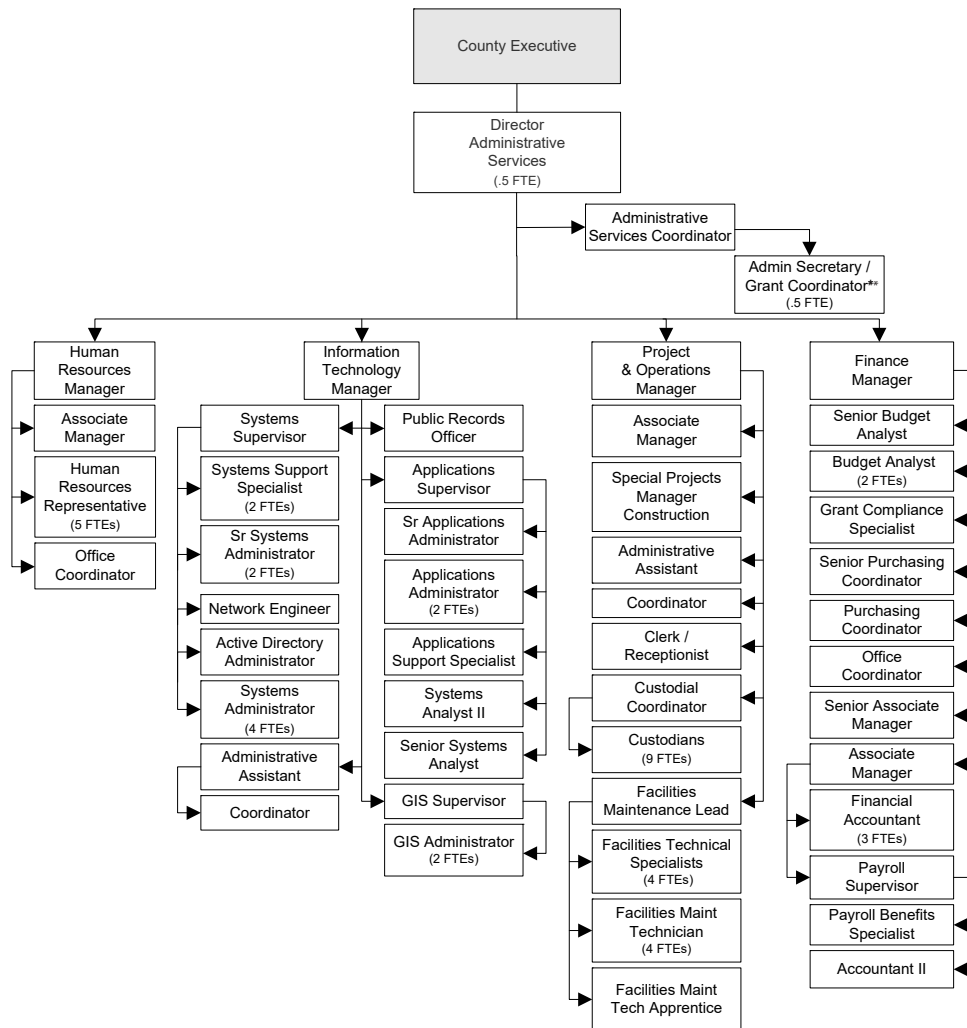 County Executive
Director
Administrative
Services
(.5 FTE)
Administrative
Services Coordinator
Admin Secretary /
Grant Coordinator**
(.5 FTE)
Human
Resources
Manager
Associate
Manager
Human
Resources
Representative
(5 FTEs)
Office
Coordinator
Information
Technology
Manager
Systems
Supervisor
Systems Support
Specialist
(2 FTEs)
Sr Systems
Administrator
(2 FTEs)
Network Engineer
Active Directory
Administrator
Systems
Administrator
(4 FTEs)
Administrative
Assistant
Coordinator
Public Records
Officer
Applications
Supervisor
Sr Applications
Administrator
Applications
Administrator
(2 FTEs)
Applications
Support Specialist
Systems
Analyst II
Senior Systems
Analyst
GIS Supervisor
GIS Administrator
(2 FTEs)
Project
& Operations
Manager
Associate
Manager
Special Projects
Manager
Construction
Administrative
Assistant
Coordinator
Clerk /
Receptionist
Custodial
Coordinator
Custodians
(9 FTEs)
Facilities
Maintenance Lead
Facilities Technical
Specialists
(4 FTEs)
Facilities Maint
Technician
(4 FTEs)
Facilities Maint
Tech Apprentice
Finance
Manager
Senior Budget
Analyst
Budget Analyst
(2 FTEs)
Grant Compliance
Specialist
Senior Purchasing
Coordinator
Purchasing
Coordinator
Office
Coordinator
Senior Associate
Manager
Associate
Manager
Financial
Accountant
(3 FTEs)
Payroll
Supervisor
Payroll Benefits
Specialist
Accountant II